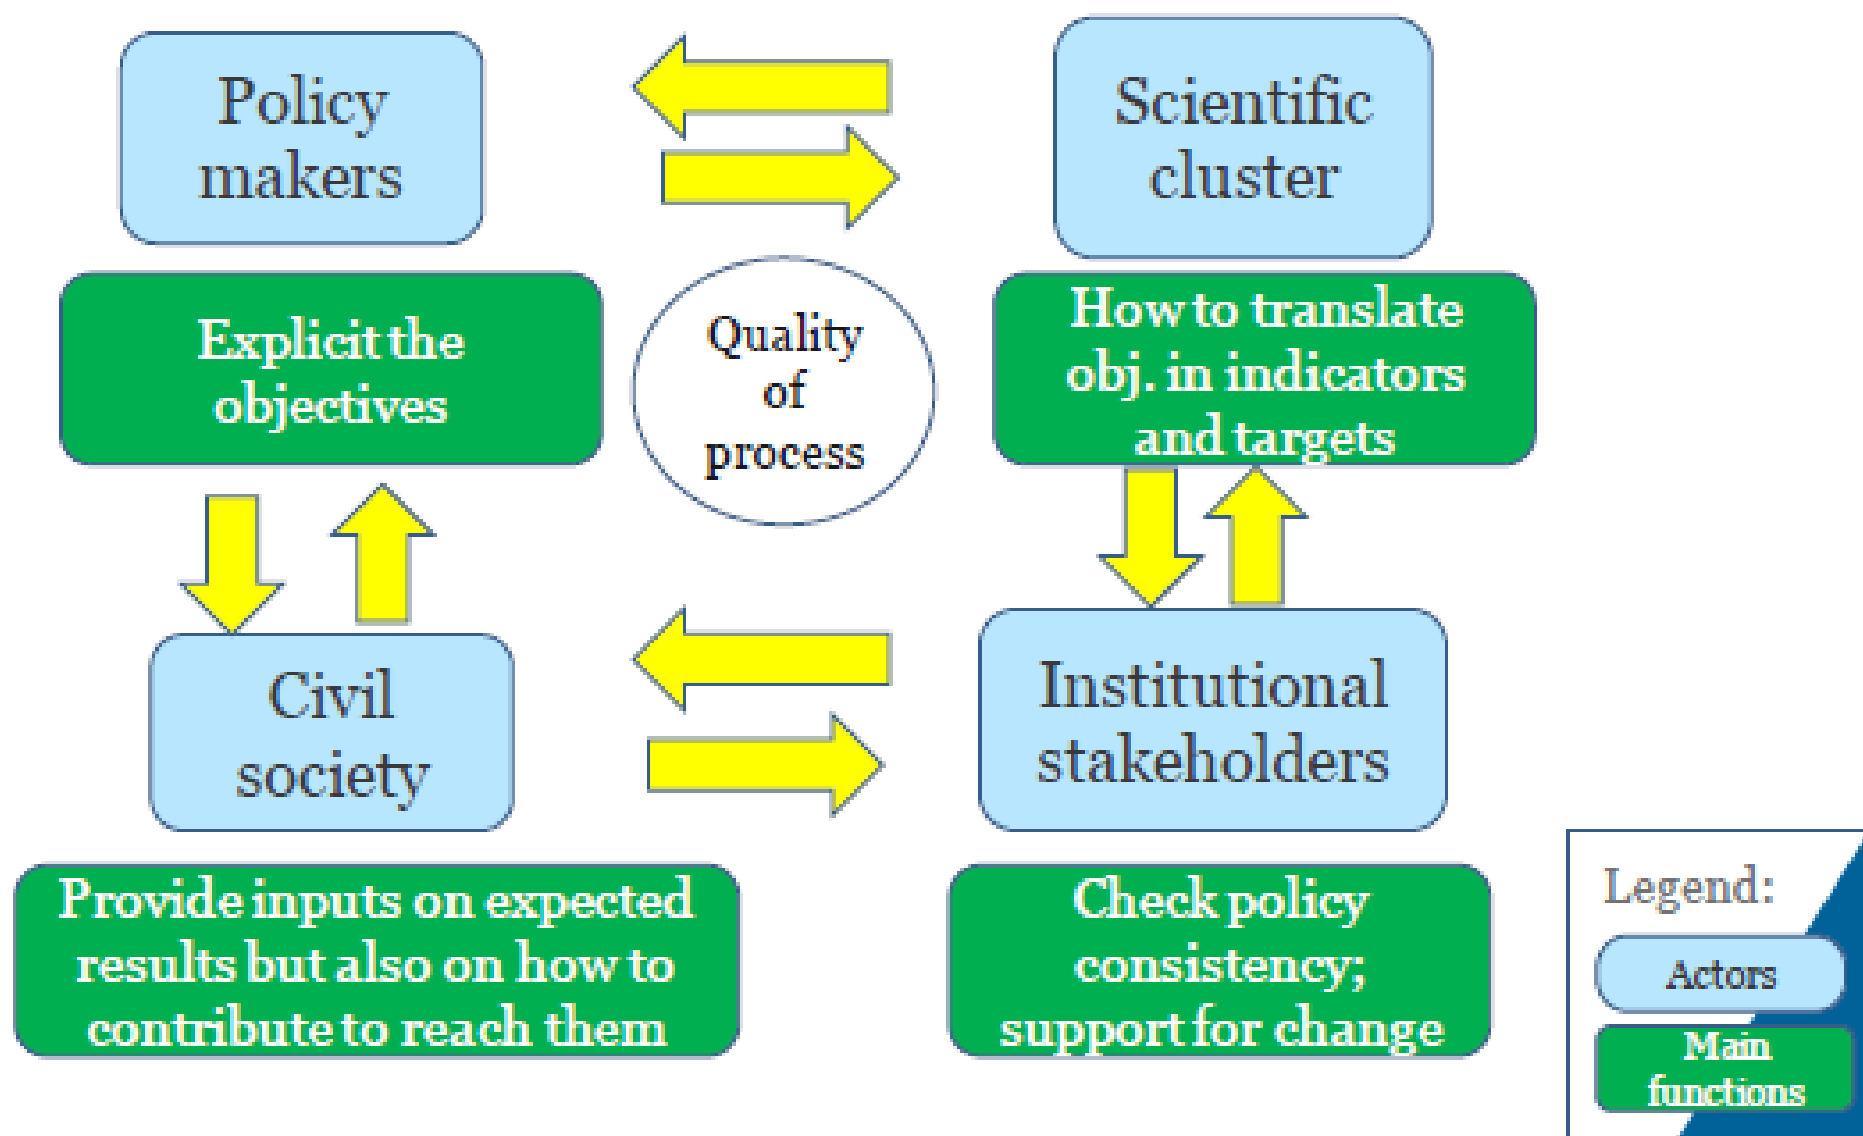 Policy
makers
Scientific
cluster
Explicit the
objectives
Quality
of
process
How to translate
obj. in indicators
and targets
Civil
society
Institutional
stakeholders
Provide inputs on expected
results but also on how to
contribute to reach them
Check policy
consistency;
support for change
Legend:
Actors
Main
functions